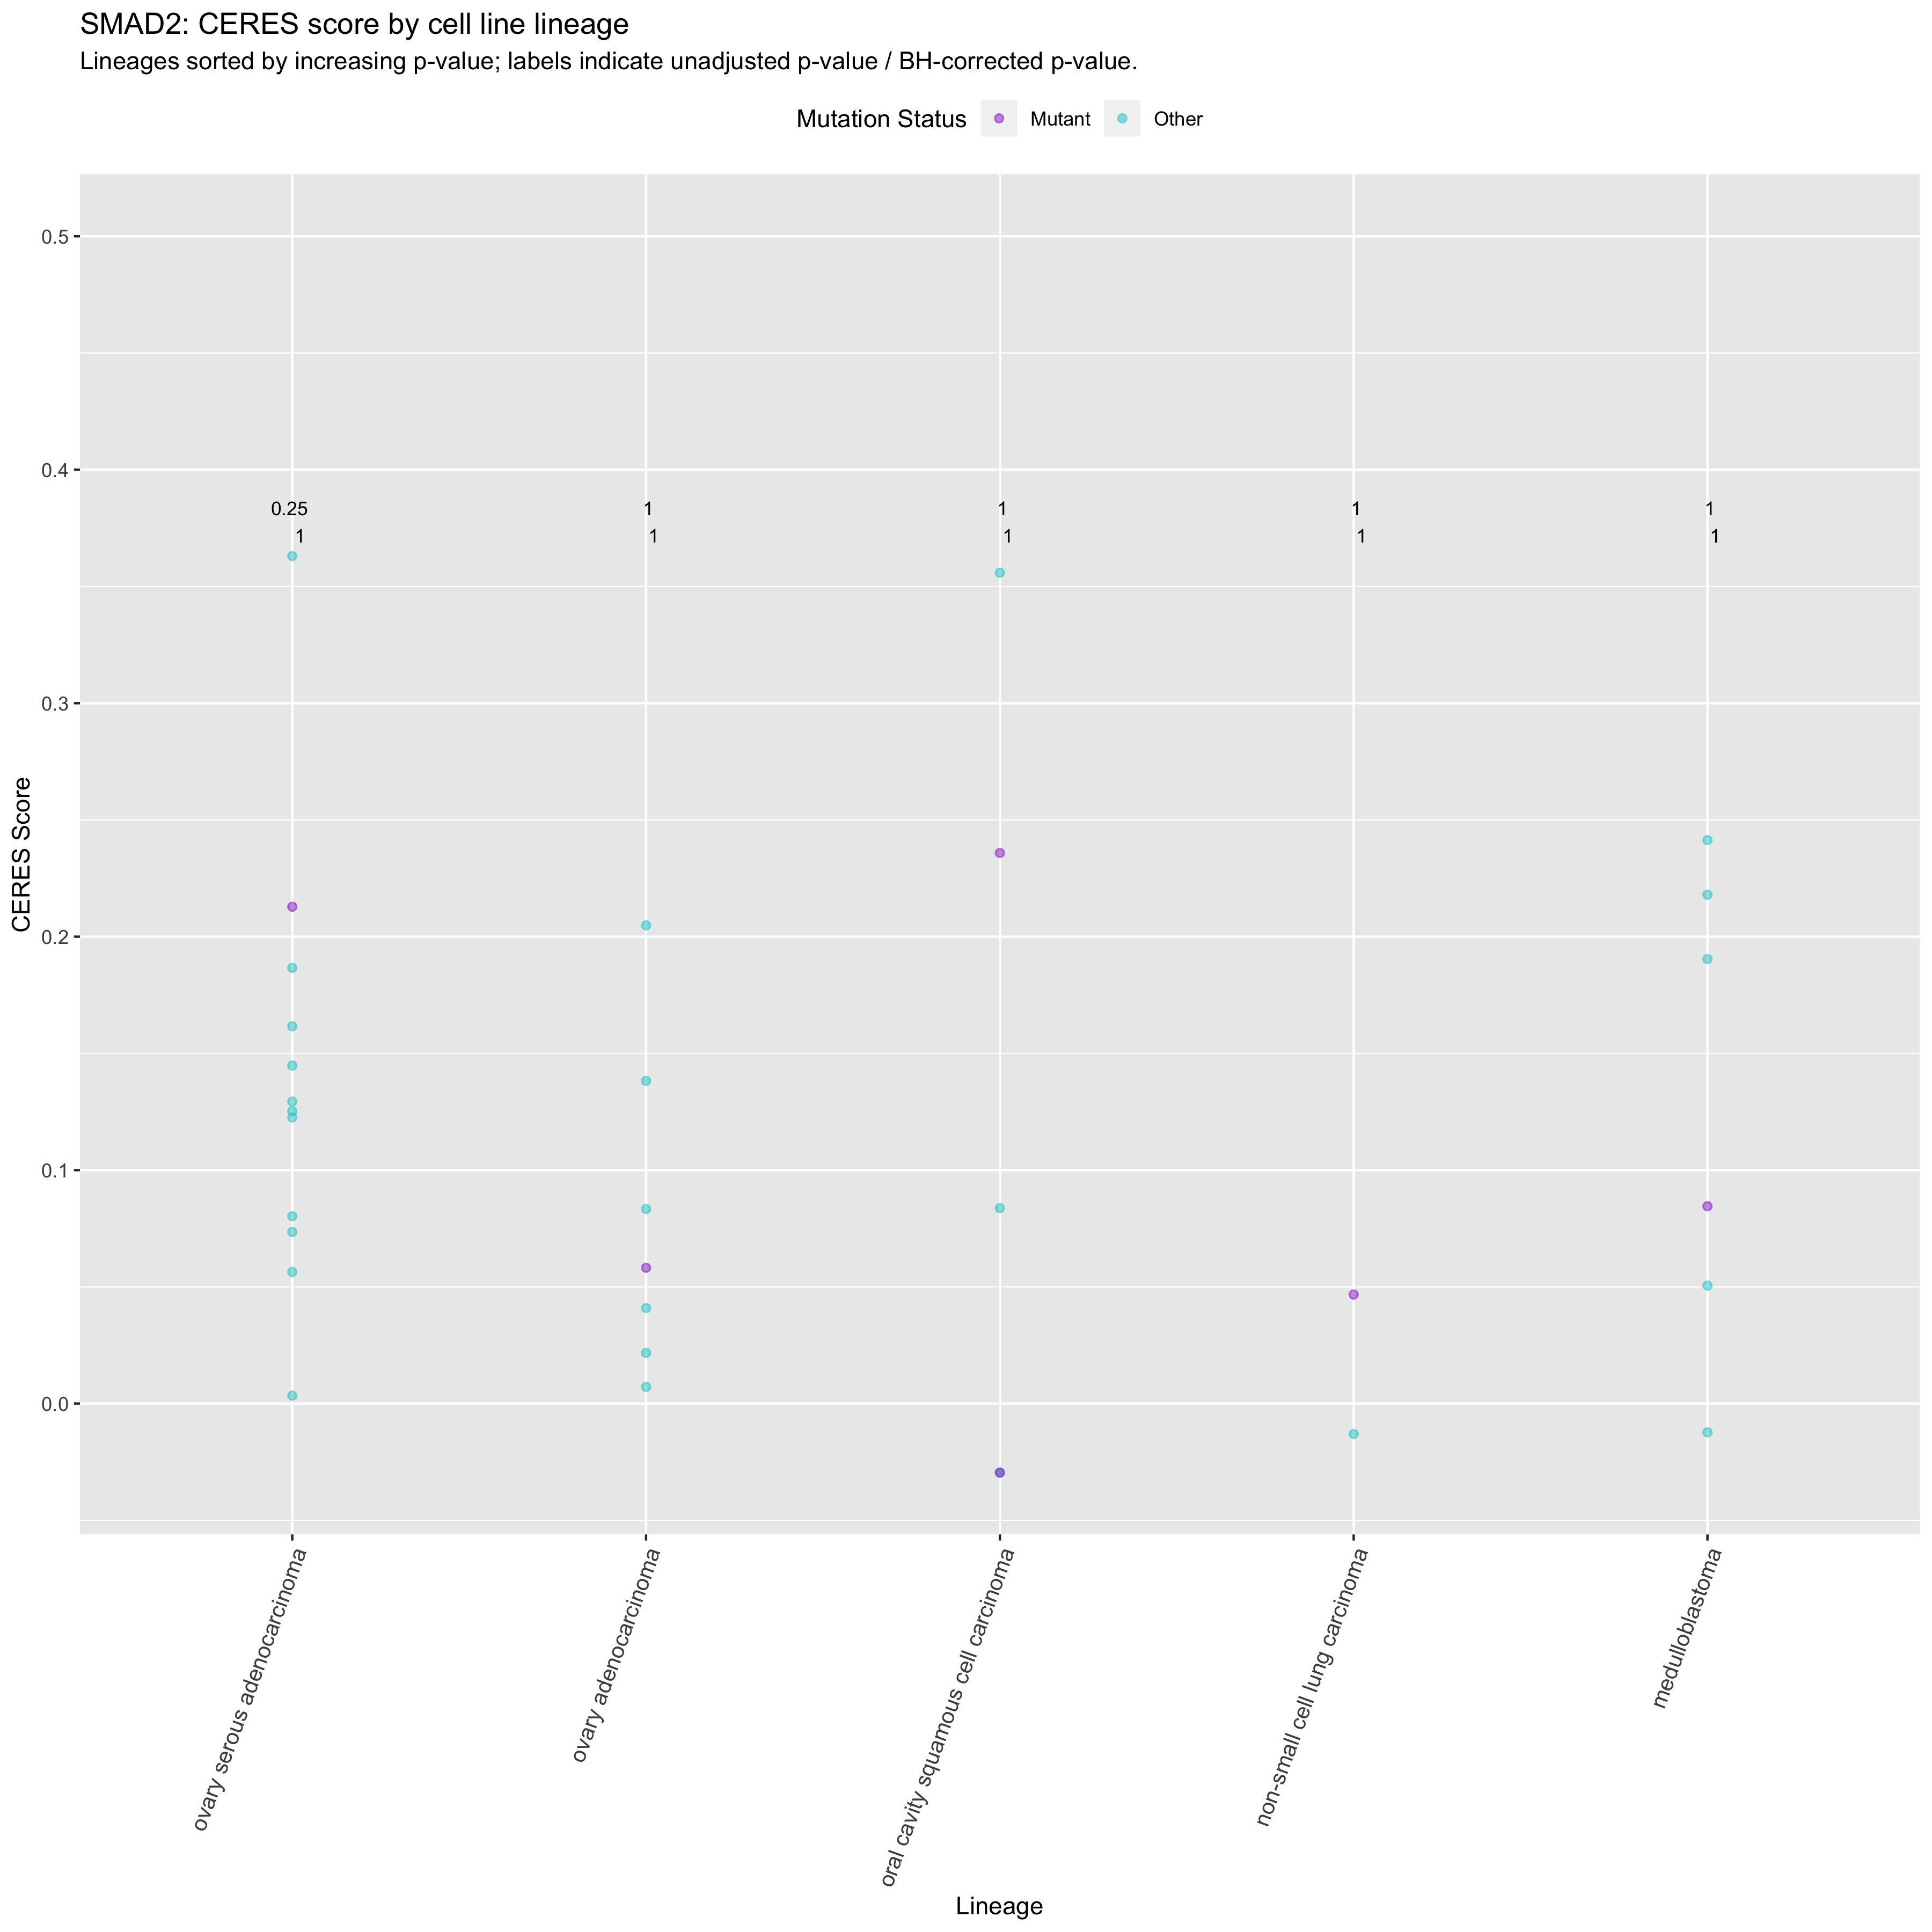 SMAD2: CERES score by cell line lineage
Lineages sorted by increasing p-value; labels indicate unadjusted p-value / BH-corrected p-value.
Mutation Status Mutant Other
0.5
0.4
0.25 1 1 1 1
1 1 1 1 1
0.3
CERES Score
0.2
0.1
0.0
ovary serous adenocarcinoma
ovary adenocarcinoma
oral cavity squamous cell carcinoma
non-small cell lung carcinoma
medulloblastoma
Lineage